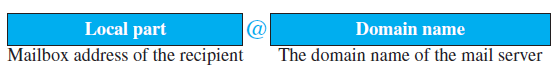 Local part @ Domain name
Mailbox address of the recipient The domain name of the mail server